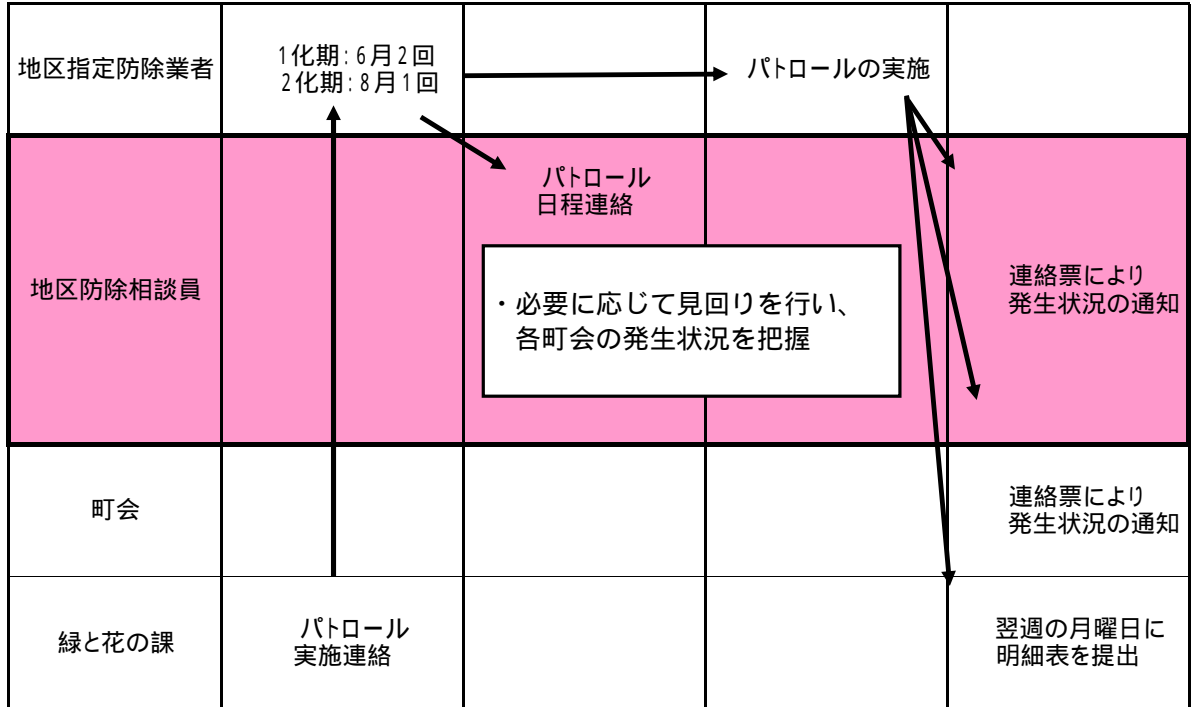 地区指定防除業者
1化期:6月2回
2化期:8月1回
パトロールの実施
地区防除相談員
パトロール
日程連絡
・必要に応じて見回りを行い、
各町会の発生状況を把握
連絡票により
発生状況の通知
町会
連絡票により
発生状況の通知
緑と花の課
パトロール
実施連絡
翌週の月曜日に
明細表を提出